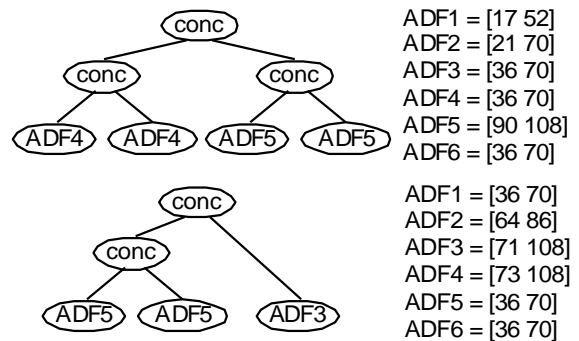 conc
conc conc
ADF4 ADF4 ADF5 ADF5
ADF1 = [17 52]
ADF2 = [21 70]
ADF3 = [36 70]
ADF4 = [36 70]
ADF5 = [90 108]
ADF6 = [36 70]
conc
conc
ADF5 ADF5 ADF3
ADF1 = [36 70]
ADF2 = [64 86]
ADF3 = [71 108]
ADF4 = [73 108]
ADF5 = [36 70]
ADF6 = [36 70]